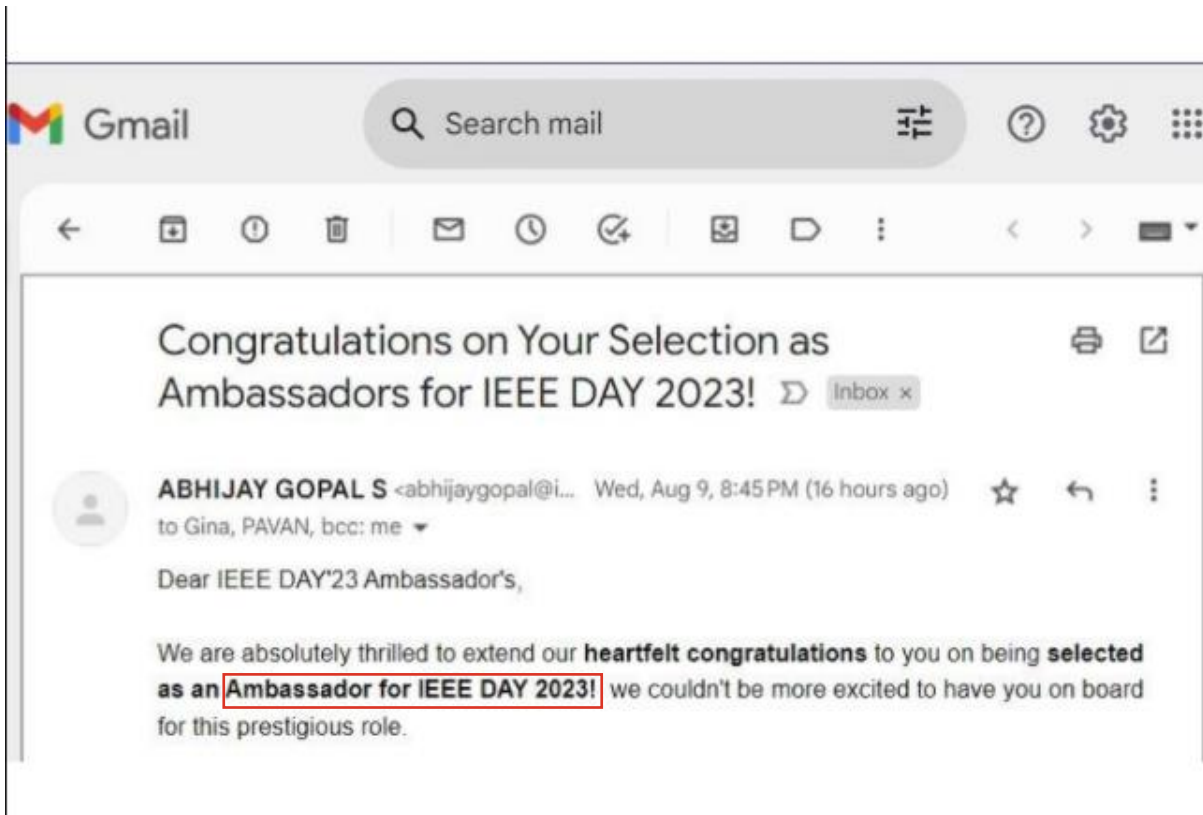 Gmail
Search mail
Congratulations on Your Selection as
Ambassadors for IEEE DAY 2023! Inbox x
ABHIJAY GOPAL S <abhijaygopal@i... Wed, Aug 9, 8:45 PM (16 hours ago)
to Gina, PAVAN, bcc: me
Dear IEEE DAY'23 Ambassador's,
We are absolutely thrilled to extend our heartfelt congratulations to you on being selected
as an Ambassador for IEEE DAY 2023! we couldn't be more excited to have you on board
for this prestigious role.